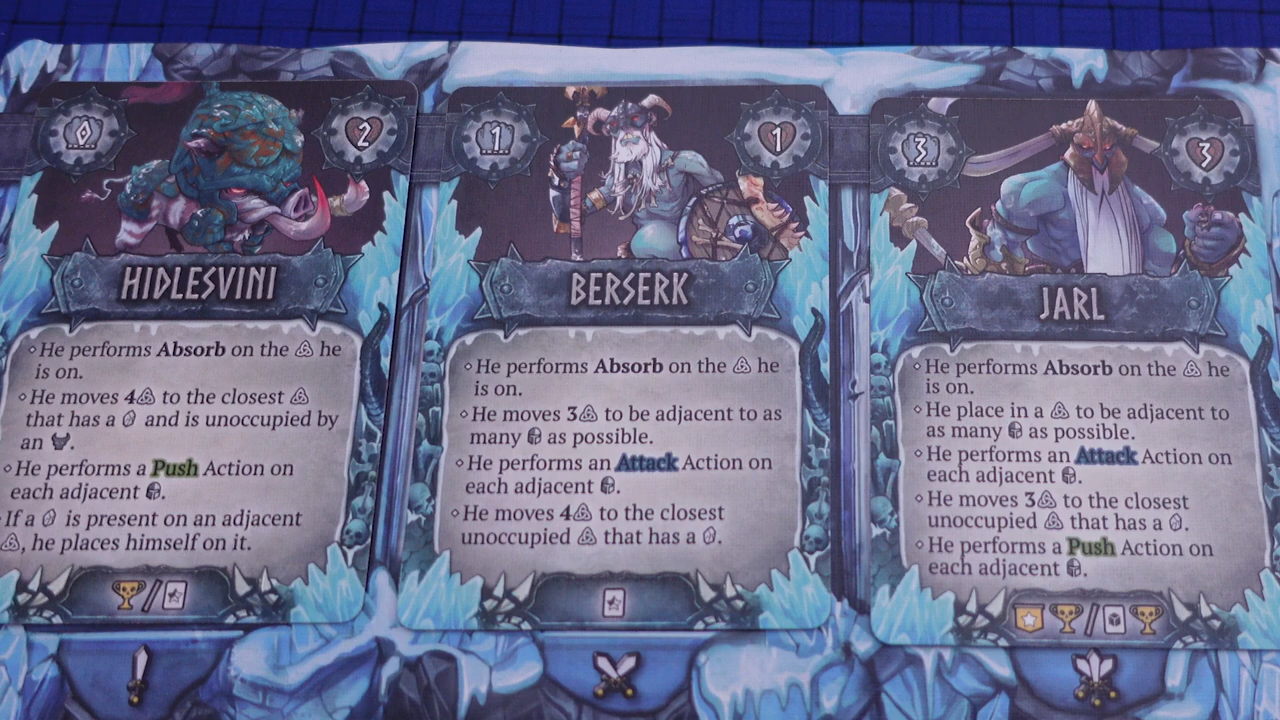 0
2
HIDLESVINI
◦ He performs Absorb on the he
is on.
◦ He moves 4 to the closest
that has a and is unoccupied by
an .
◦ He performs a Push Action on
each adjacent .
If a is present on an adjacent
, he places himself on it.
/
1
1
BERSERK
◦ He performs Absorb on the he
is on.
◦ He moves 3 to be adjacent to as
many as possible.
◦ He performs an Attack Action on
each adjacent .
◦ He moves 4 to the closest
unoccupied that has a .
3
3
JARL
◦ He performs Absorb on the he
is on.
◦ He place in a to be adjacent to
as many as possible.
◦ He performs an Attack Action on
each adjacent .
◦ He moves 3 to the closest
unoccupied that has a .
◦ He performs a Push Action on
each adjacent .
/